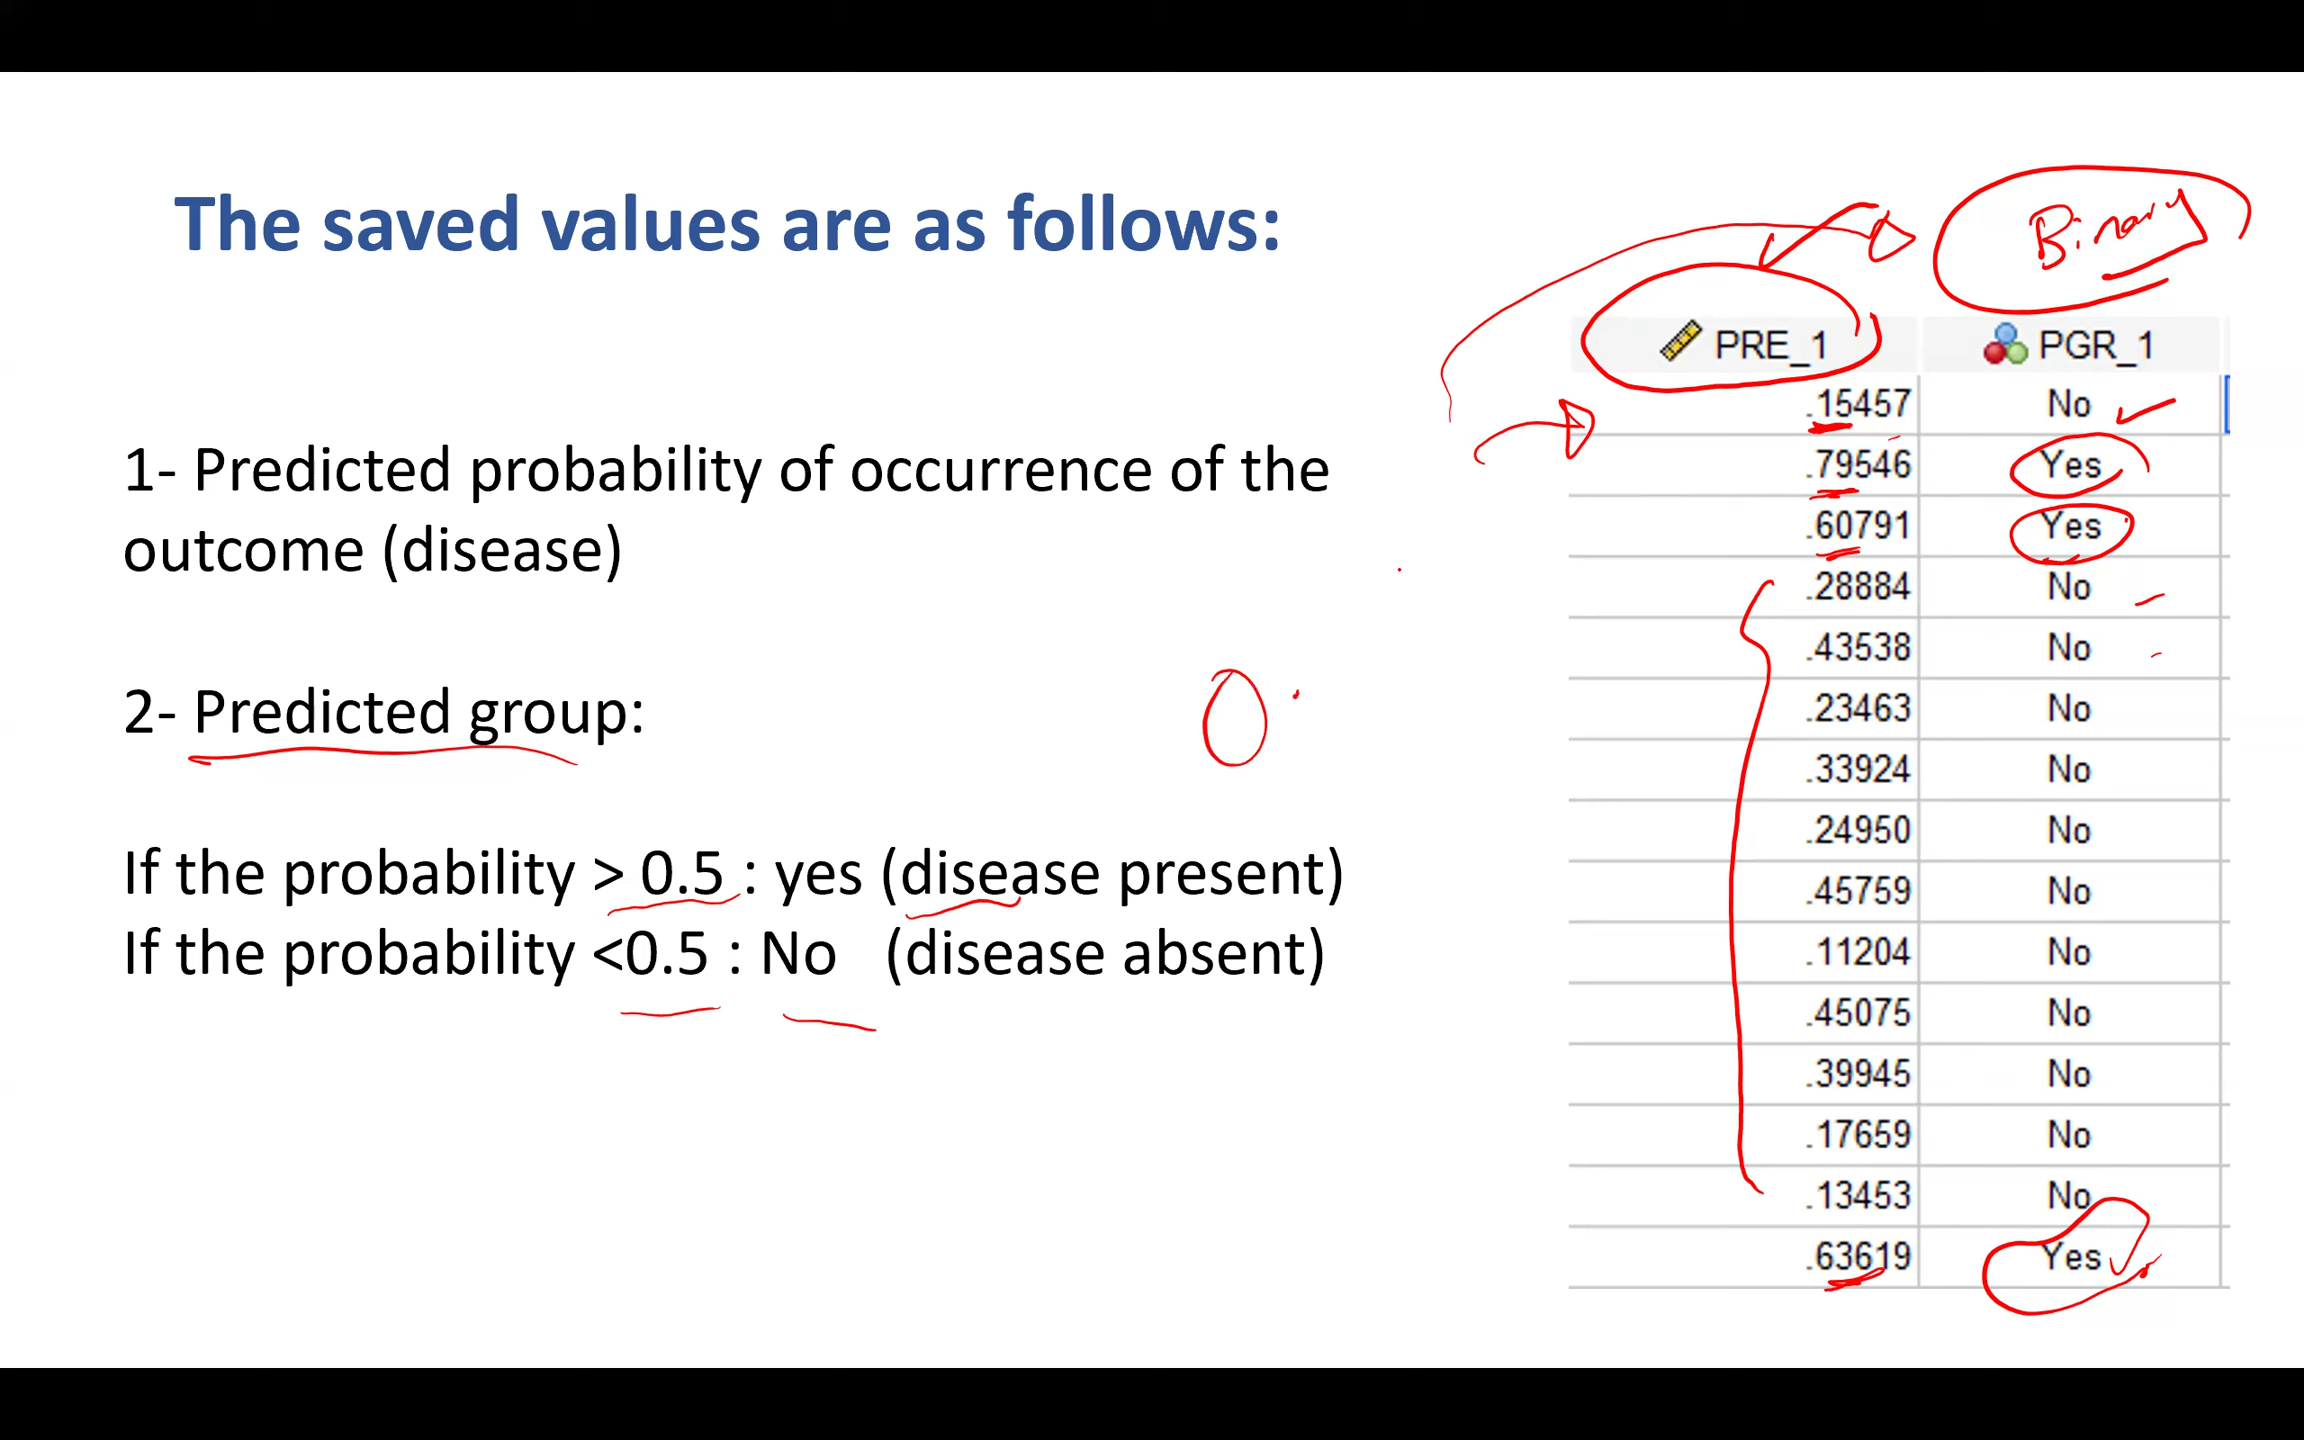 The saved values are as follows:
Binary
1- Predicted probability of occurrence of the
outcome (disease)
2- Predicted group:
0
If the probability > 0.5 : yes (disease present)
If the probability <0.5 : No (disease absent)
PRE_1 PGR_1
.15457 No
.79546 Yes
.60791 Yes
.28884 No
.43538 No
.23463 No
.33924 No
.24950 No
.45759 No
.11204 No
.45075 No
.39945 No
.17659 No
.13453 No
.63619 Yes